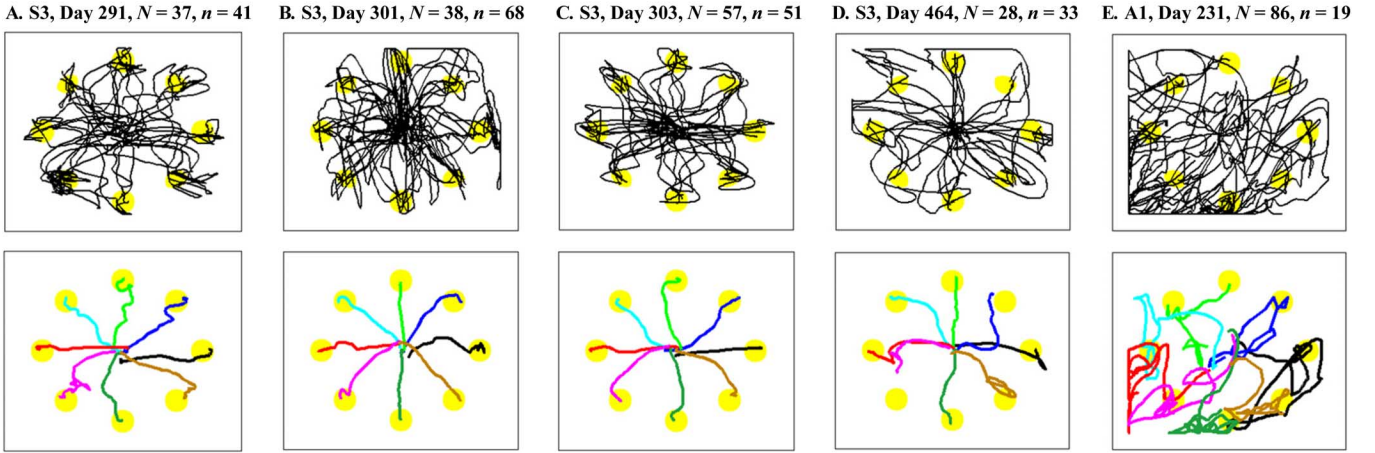 A. S3, Day 291, N = 37, n = 41
B. S3, Day 301, N = 38, n = 68
C. S3, Day 303, N = 57, n = 51
D. S3, Day 464, N = 28, n = 33
E. A1, Day 231, N = 86, n = 19